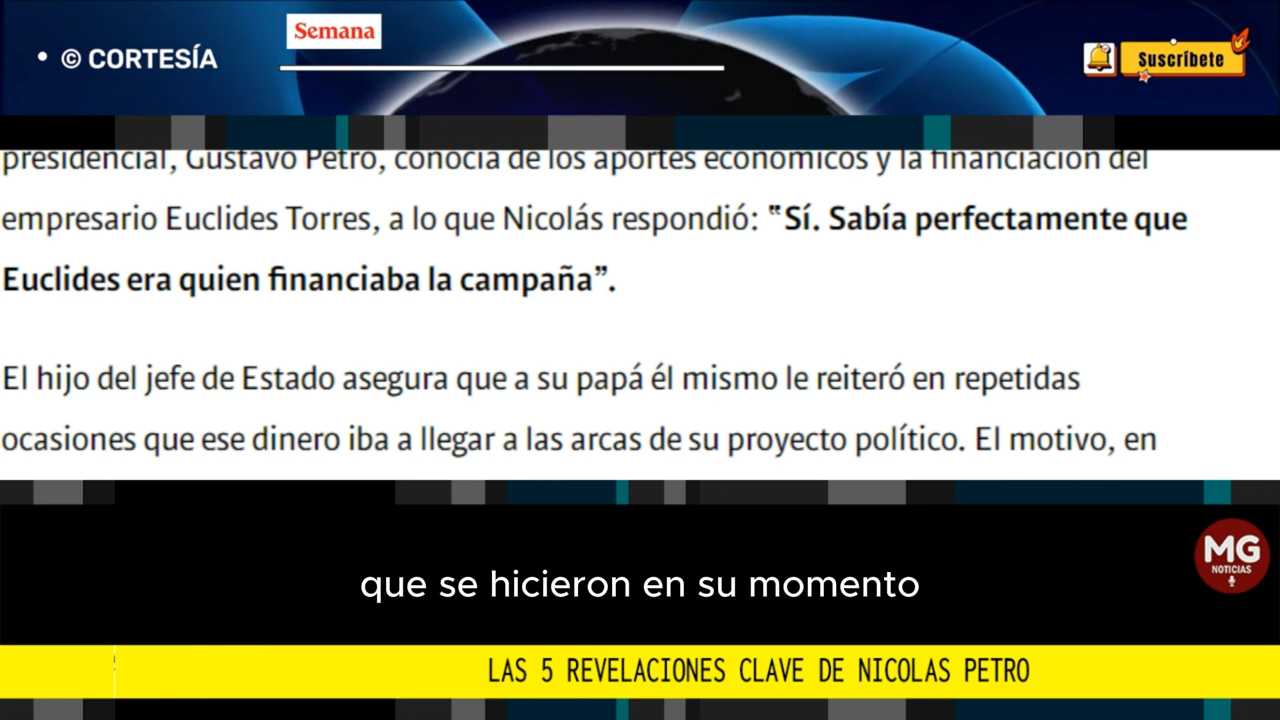 • © CORTESÍA
Semana
Suscríbete
presidencial, Gustavo Petro, conocía de los aportes económicos y la financiación del
empresario Euclides Torres, a lo que Nicolás respondió: “Sí. Sabía perfectamente que
Euclides era quien financiaba la campaña”.
El hijo del jefe de Estado asegura que a su papá él mismo le reiteró en repetidas
ocasiones que ese dinero iba a llegar a las arcas de su proyecto político. El motivo, en
MG
NOTICIAS
que se hicieron en su momento
LAS 5 REVELACIONES CLAVE DE NICOLAS PETRO